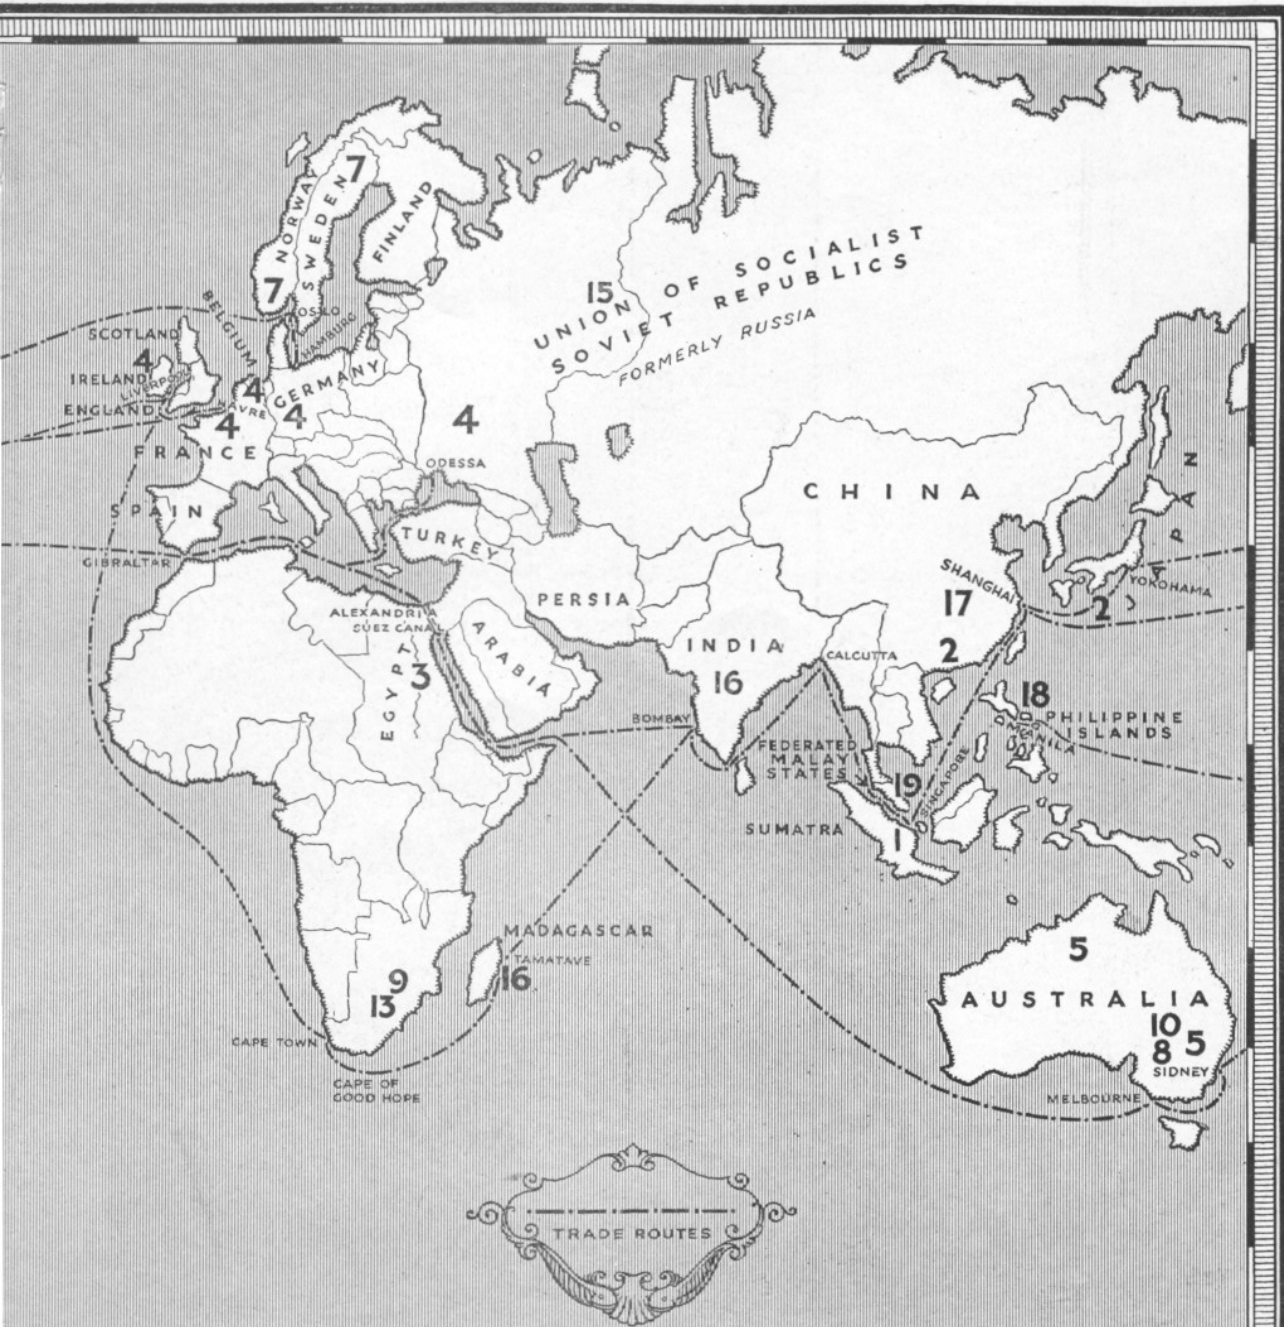 NORWAY
7
SWEDEN
7
FINLAND
UNION OF SOCIALIST
SOVIET REPUBLICS
FORMERLY RUSSIA
15
OSLO
HAMBURG
BELGIUM
SCOTLAND
4
IRELAND
LIVERPOOL
ENGLAND
4
HAVRE
4
GERMANY
4
4
FRANCE
ODESSA
SPAIN
GIBRALTAR
TURKEY
CHINA
JAPAN
SHANGHAI
17
YOKOHAMA
2
2
PERSIA
ALEXANDRIA
SUEZ CANAL
ARABIA
EGYPT
3
INDIA
16
CALCUTTA
BOMBAY
18
PHILIPPINE
ISLANDS
MANILA
FEDERATED
MALAY
STATES
19
SINGAPORE
SUMATRA
1
MADAGASCAR
TAMATAVE
16
9
13
CAPE TOWN
CAPE OF
GOOD HOPE
5
AUSTRALIA
10
8 5
SIDNEY
MELBOURNE
TRADE ROUTES